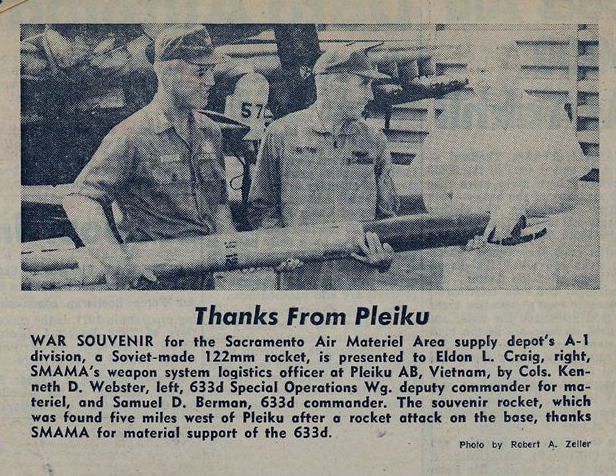 57
Thanks From Pleiku
WAR SOUVENIR for the Sacramento Air Materiel Area supply depot's A-1
division, a Soviet-made 122mm rocket, is presented to Eldon L. Craig, right,
SMAMA's weapon system logistics officer at Pleiku AB, Vietnam, by Cols. Ken-
neth D. Webster, left, 633d Special Operations Wg. deputy commander for ma-
teriel, and Samuel D. Berman, 633d commander. The souvenir rocket, which
was found five miles west of Pleiku after a rocket attack on the base, thanks
SMAMA for material support of the 633d.
Photo by Robert A. Zeller